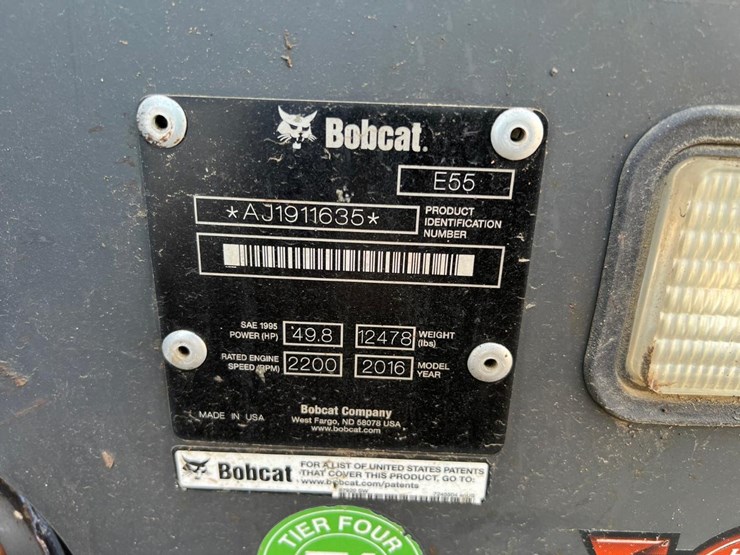 Bobcat.
E55
*AJ1911635*
PRODUCT
IDENTIFICATION
NUMBER
SAE 1995
POWER (HP)
49.8
12478
WEIGHT
(lbs)
RATED ENGINE
SPEED (RPM)
2200
2016
MODEL
YEAR
MADE IN USA
Bobcat Company
West Fargo, ND 58078 USA
www.bobcat.com
Bobcat
FOR A LIST OF UNITED STATES PATENTS
THAT COVER THIS PRODUCT, GO TO:
www.bobcat.com/patents
TIER FOUR